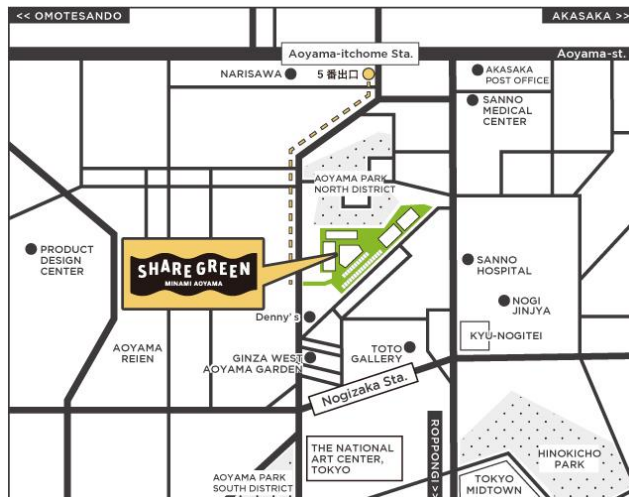 << OMOTESANDO
AKASAKA >>
Aoyama-itchome Sta.
Aoyama-st.
NARISAWA
5番出口
AKASAKA
POST OFFICE
SANNO
MEDICAL
CENTER
AOYAMA PARK
NORTH DISTRICT
PRODUCT
DESIGN
CENTER
SHARE GREEN
MINAMI AOYAMA
SANNO
HOSPITAL
NOGI
JINJYA
Denny's
KYU-NOGITEI
AOYAMA
REIEN
GINZA WEST
AOYAMA GARDEN
TOTO
GALLERY
Nogizaka Sta.
ROPPONGI >>
THE NATIONAL
ART CENTER,
TOKYO
HINOKICHO
PARK
AOYAMA PARK
SOUTH DISTRICT
TOKYO
MIDTOWN